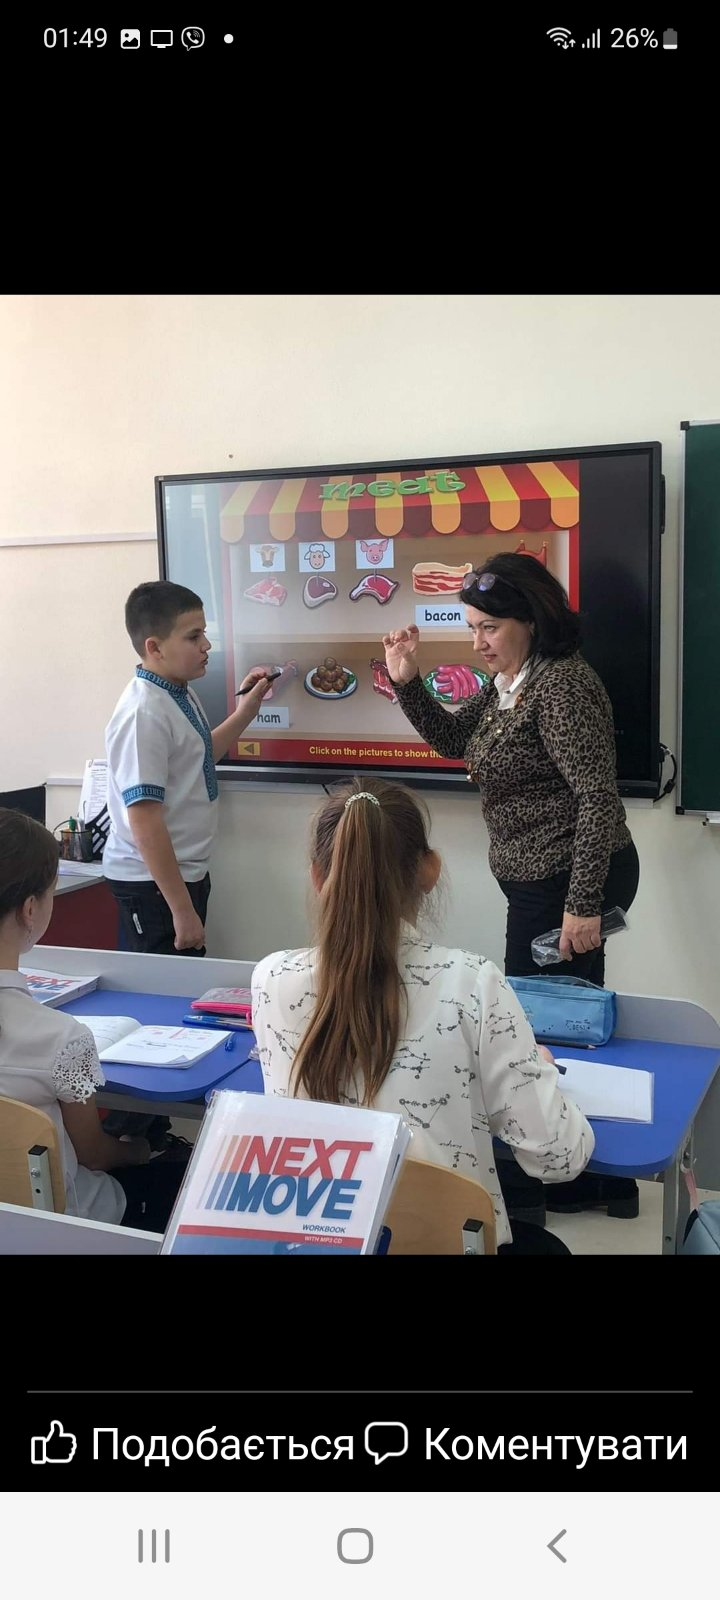 01:49
26%
meat
bacon
ham
Click on the pictures to show
NEXT
MOVE
WORKBOOK
WITH MP3 CD
Подобається
Коментувати